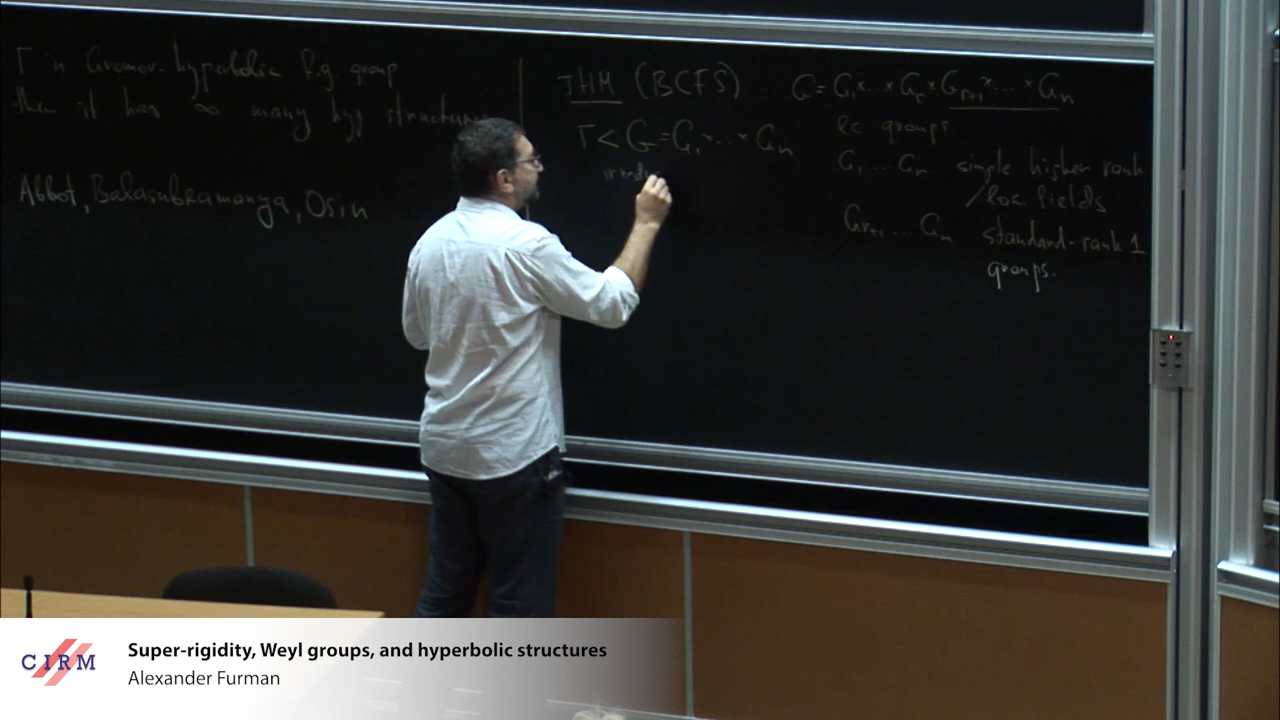 Γ is Gromov-hyperbolic f.g. group
then it has ∞ many hyp structures
Abbot, Balasubramanya, Osin
THM (BCFS)
Γ < G = G₁ × ... × Gₙ
irred
G = G₁ × ... × Gᵣ × Gᵣ₊₁ × ... × Gₙ
lc groups
G₁ ... Gₙ simple higher rank
/loc fields
Gᵣ₊₁ ... Gₙ standard-rank 1
groups.
CIRM
Super-rigidity, Weyl groups, and hyperbolic structures
Alexander Furman